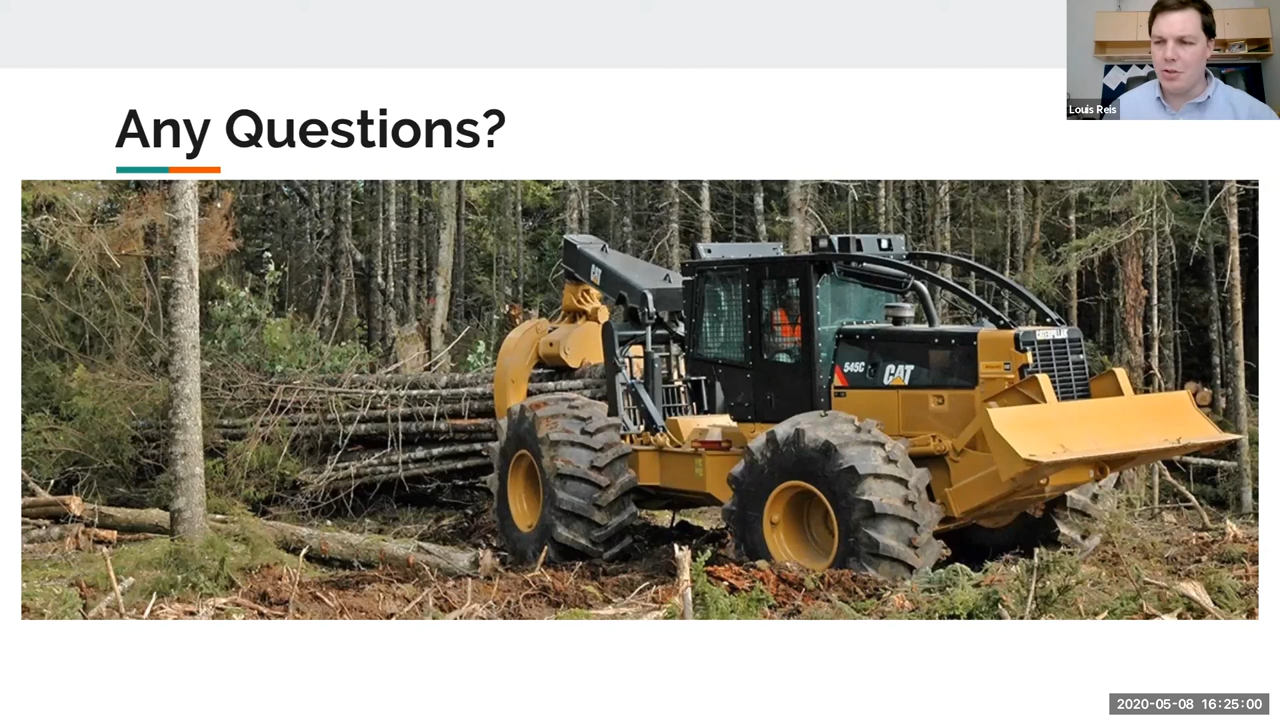 Any Questions?
Louis Reis
CAT
CATERPILLAR
545C
CAT
2020-05-08 16:25:00